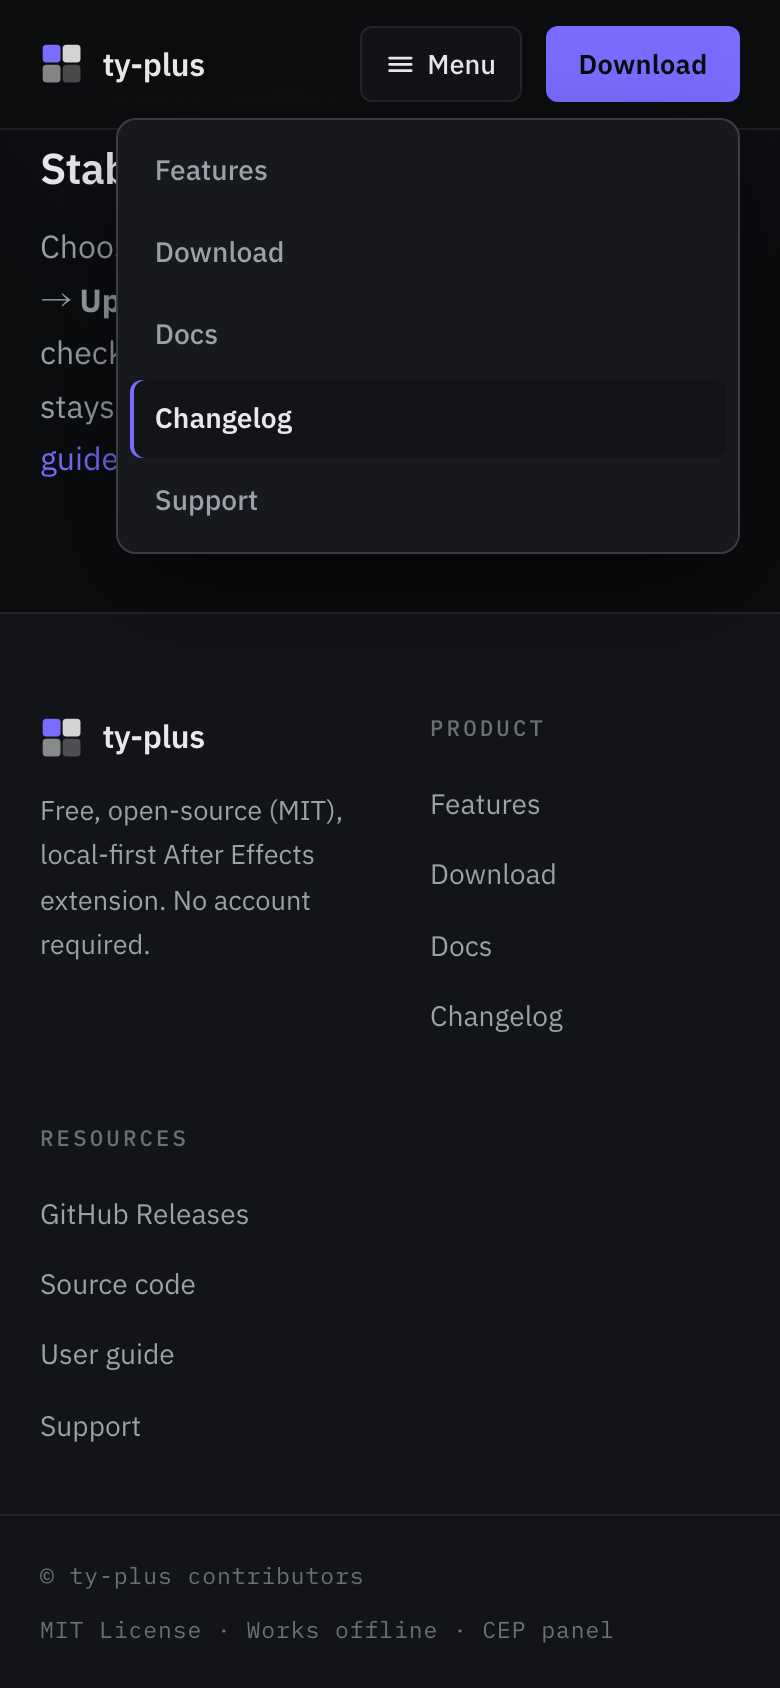 ty-plus
Menu
Download
Features
Download
Docs
Changelog
Support
→
guide
ty-plus
Free, open-source (MIT),
local-first After Effects
extension. No account
required.
PRODUCT
Features
Download
Docs
Changelog
RESOURCES
GitHub Releases
Source code
User guide
Support
© ty-plus contributors
MIT License · Works offline · CEP panel